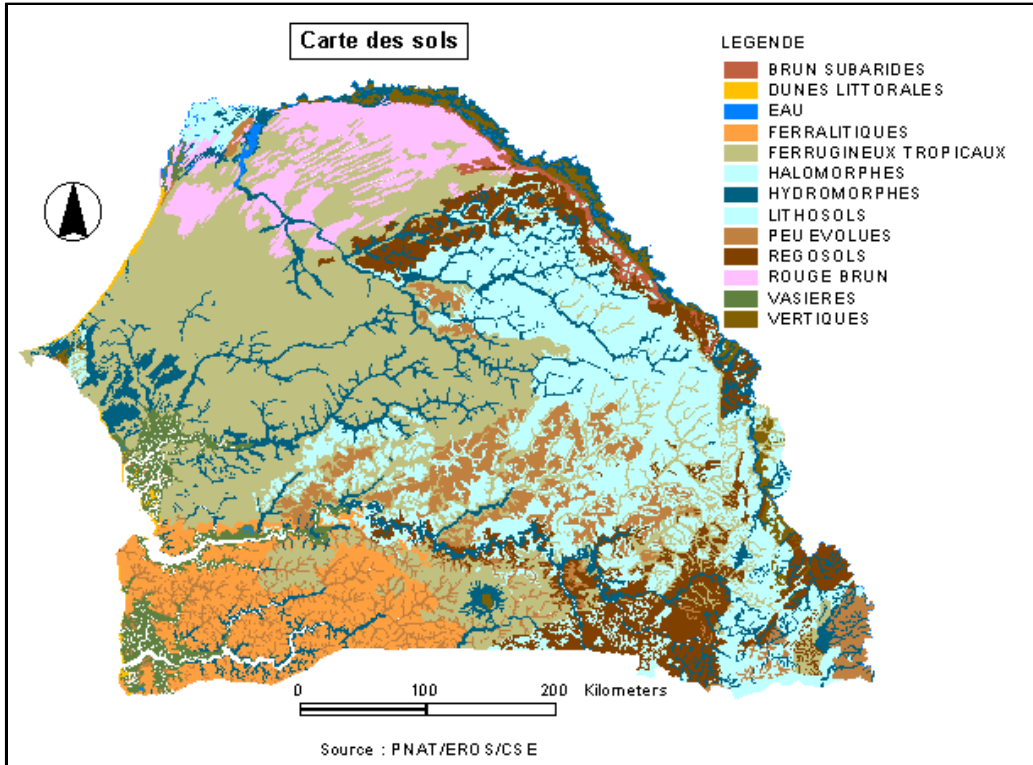 Carte des sols
LEGENDE
BRUN SUBARIDES
DUNES LITTORALES
EAU
FERRALITIQUES
FERRUGINEUX TROPICAUX
HALOMORPHES
HYDROMORPHES
LITHOSOLS
PEU EVOLUES
REGOSOLS
ROUGE BRUN
VASIERES
VERTIQUES
0 100 200 Kilometers
Source : PNAT/EROS/CSE